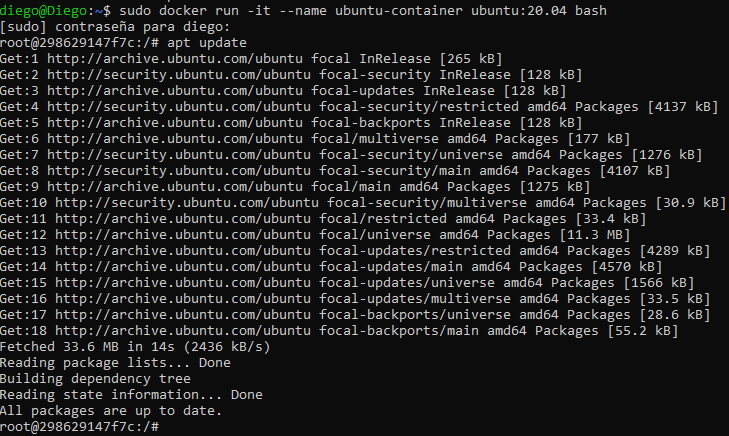 diego@Diego:~$ sudo docker run -it --name ubuntu-container ubuntu:20.04 bash
[sudo] contraseña para diego:
root@298629147f7c:/# apt update
Get:1 http://archive.ubuntu.com/ubuntu focal InRelease [265 kB]
Get:2 http://security.ubuntu.com/ubuntu focal-security InRelease [128 kB]
Get:3 http://archive.ubuntu.com/ubuntu focal-updates InRelease [128 kB]
Get:4 http://security.ubuntu.com/ubuntu focal-security/restricted amd64 Packages [4137 kB]
Get:5 http://archive.ubuntu.com/ubuntu focal-backports InRelease [128 kB]
Get:6 http://archive.ubuntu.com/ubuntu focal/multiverse amd64 Packages [177 kB]
Get:7 http://security.ubuntu.com/ubuntu focal-security/universe amd64 Packages [1276 kB]
Get:8 http://security.ubuntu.com/ubuntu focal-security/main amd64 Packages [4107 kB]
Get:9 http://archive.ubuntu.com/ubuntu focal/main amd64 Packages [1275 kB]
Get:10 http://security.ubuntu.com/ubuntu focal-security/multiverse amd64 Packages [30.9 kB]
Get:11 http://archive.ubuntu.com/ubuntu focal/restricted amd64 Packages [33.4 kB]
Get:12 http://archive.ubuntu.com/ubuntu focal/universe amd64 Packages [11.3 MB]
Get:13 http://archive.ubuntu.com/ubuntu focal-updates/restricted amd64 Packages [4289 kB]
Get:14 http://archive.ubuntu.com/ubuntu focal-updates/main amd64 Packages [4570 kB]
Get:15 http://archive.ubuntu.com/ubuntu focal-updates/universe amd64 Packages [1566 kB]
Get:16 http://archive.ubuntu.com/ubuntu focal-updates/multiverse amd64 Packages [33.5 kB]
Get:17 http://archive.ubuntu.com/ubuntu focal-backports/universe amd64 Packages [28.6 kB]
Get:18 http://archive.ubuntu.com/ubuntu focal-backports/main amd64 Packages [55.2 kB]
Fetched 33.6 MB in 14s (2436 kB/s)
Reading package lists... Done
Building dependency tree
Reading state information... Done
All packages are up to date.
root@298629147f7c:/#